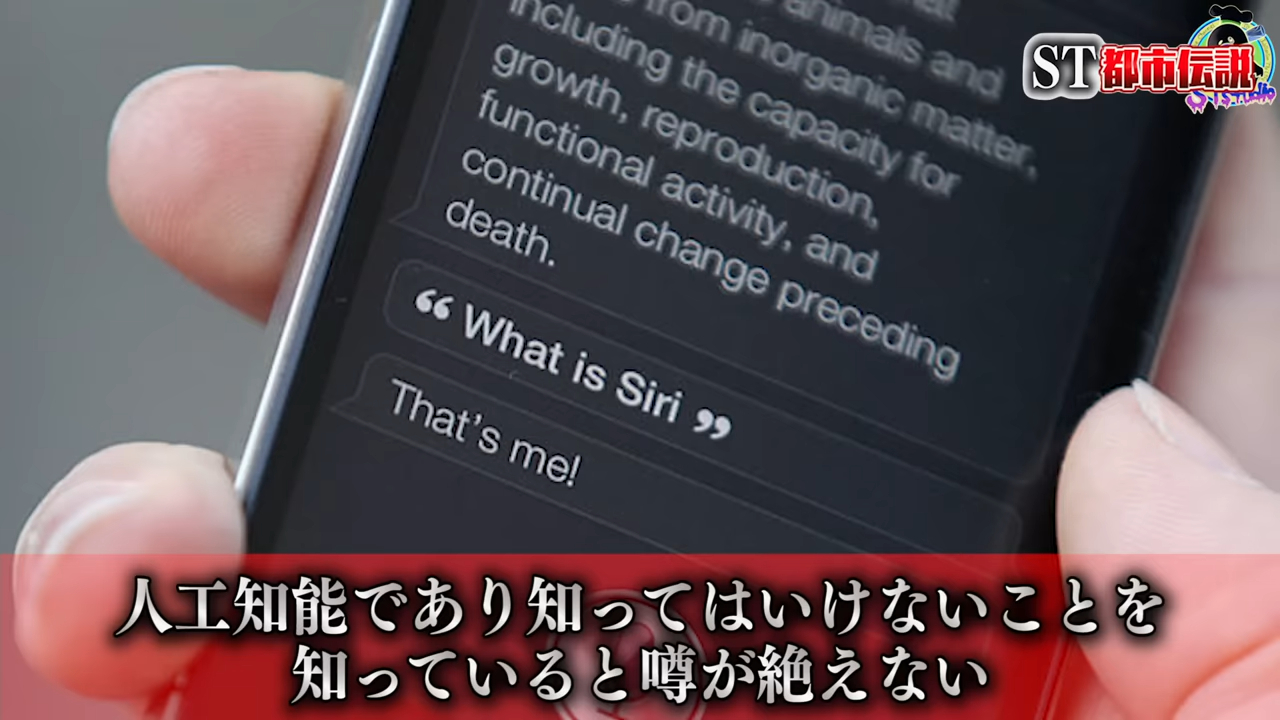 ST都市伝説
animals and
from inorganic matter,
including the capacity for
growth, reproduction,
functional activity, and
continual change preceding
death.
“ What is Siri ”
That's me!
人工知能であり知ってはいけないことを
知っていると噂が絶えない